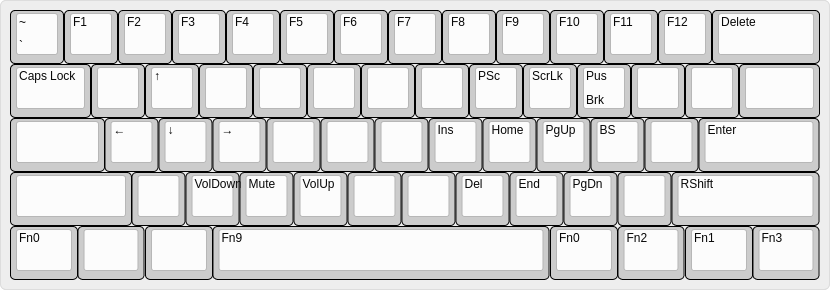 ~ F1 F2 F3 F4 F5 F6 F7 F8 F9 F10 F11 F12 Delete
`
Caps Lock ↑ PSc ScrLk Pus
Brk
← ↓ → Ins Home PgUp BS Enter
VolDown Mute VolUp Del End PgDn RShift
Fn0 Fn9 Fn0 Fn2 Fn1 Fn3